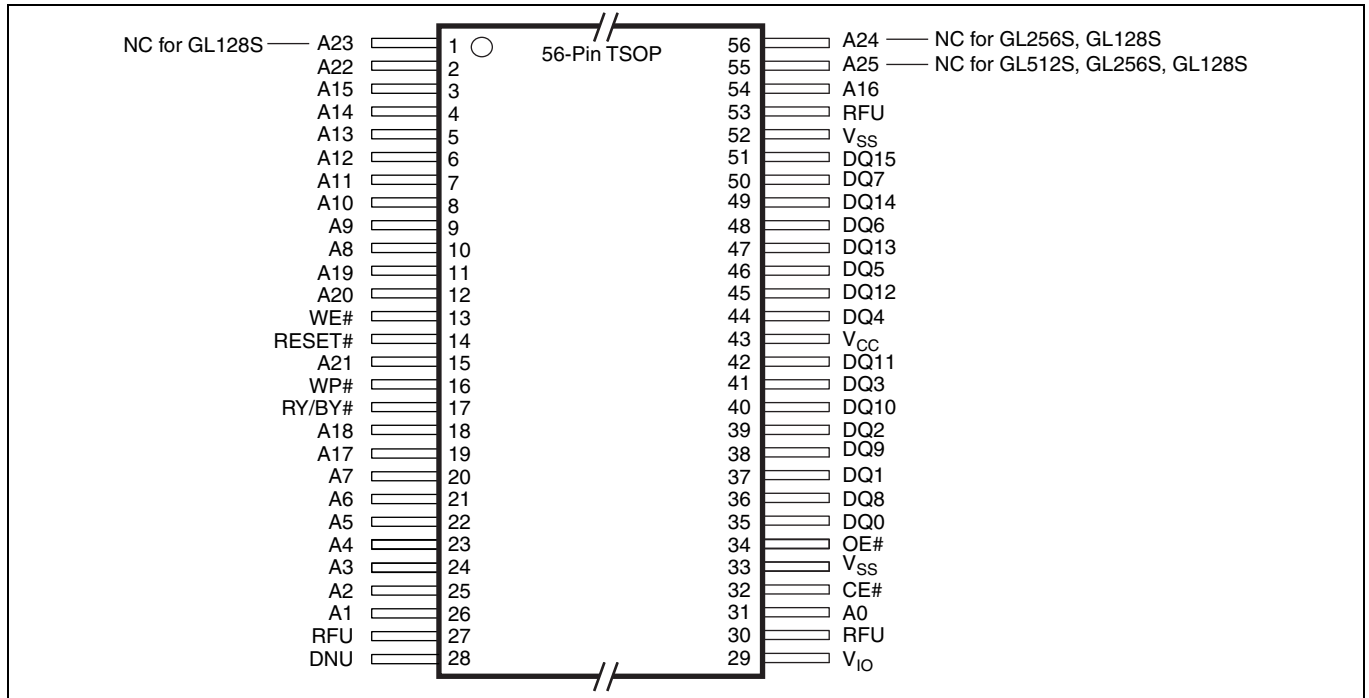 NC for GL128S A23 1 56-Pin TSOP 56 A24 NC for GL256S, GL128S
A22 2 55 A25 NC for GL512S, GL256S, GL128S
A15 3 54 A16
A14 4 53 RFU
A13 5 52 VSS
A12 6 51 DQ15
A11 7 50 DQ7
A10 8 49 DQ14
A9 9 48 DQ6
A8 10 47 DQ13
A19 11 46 DQ5
A20 12 45 DQ12
WE# 13 44 DQ4
RESET# 14 43 VCC
A21 15 42 DQ11
WP# 16 41 DQ3
RY/BY# 17 40 DQ10
A18 18 39 DQ2
A17 19 38 DQ9
A7 20 37 DQ1
A6 21 36 DQ8
A5 22 35 DQ0
A4 23 34 OE#
A3 24 33 VSS
A2 25 32 CE#
A1 26 31 A0
RFU 27 30 RFU
DNU 28 29 VIO